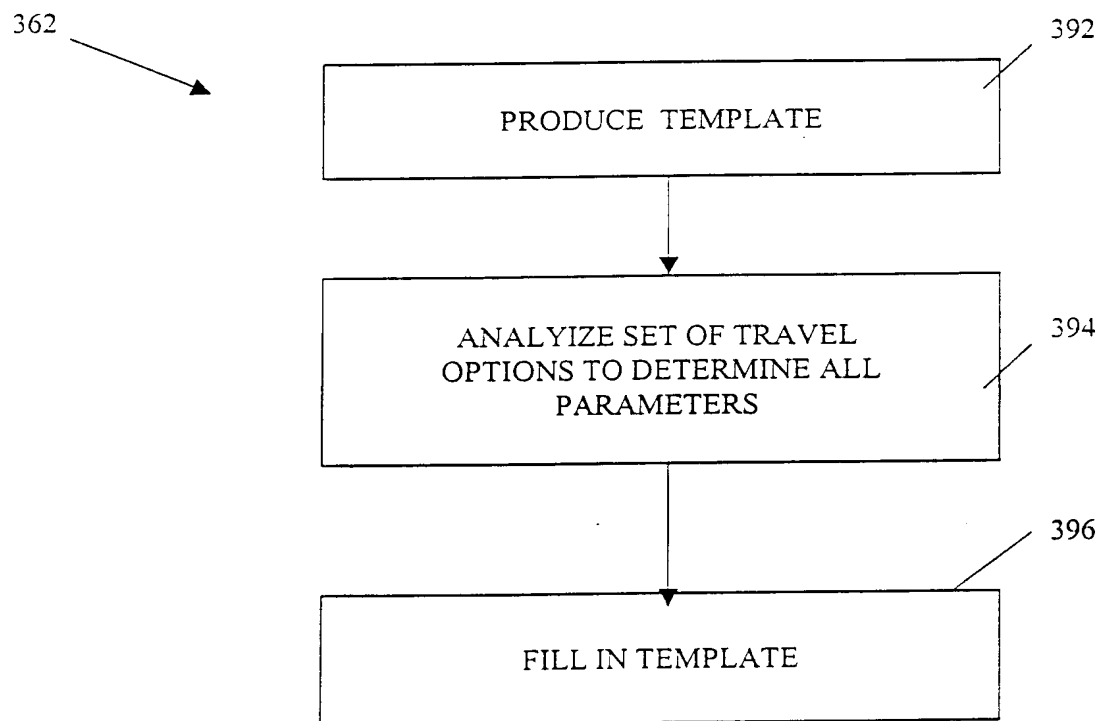 362
392
PRODUCE TEMPLATE
ANALYIZE SET OF TRAVEL
OPTIONS TO DETERMINE ALL
PARAMETERS
394
396
FILL IN TEMPLATE